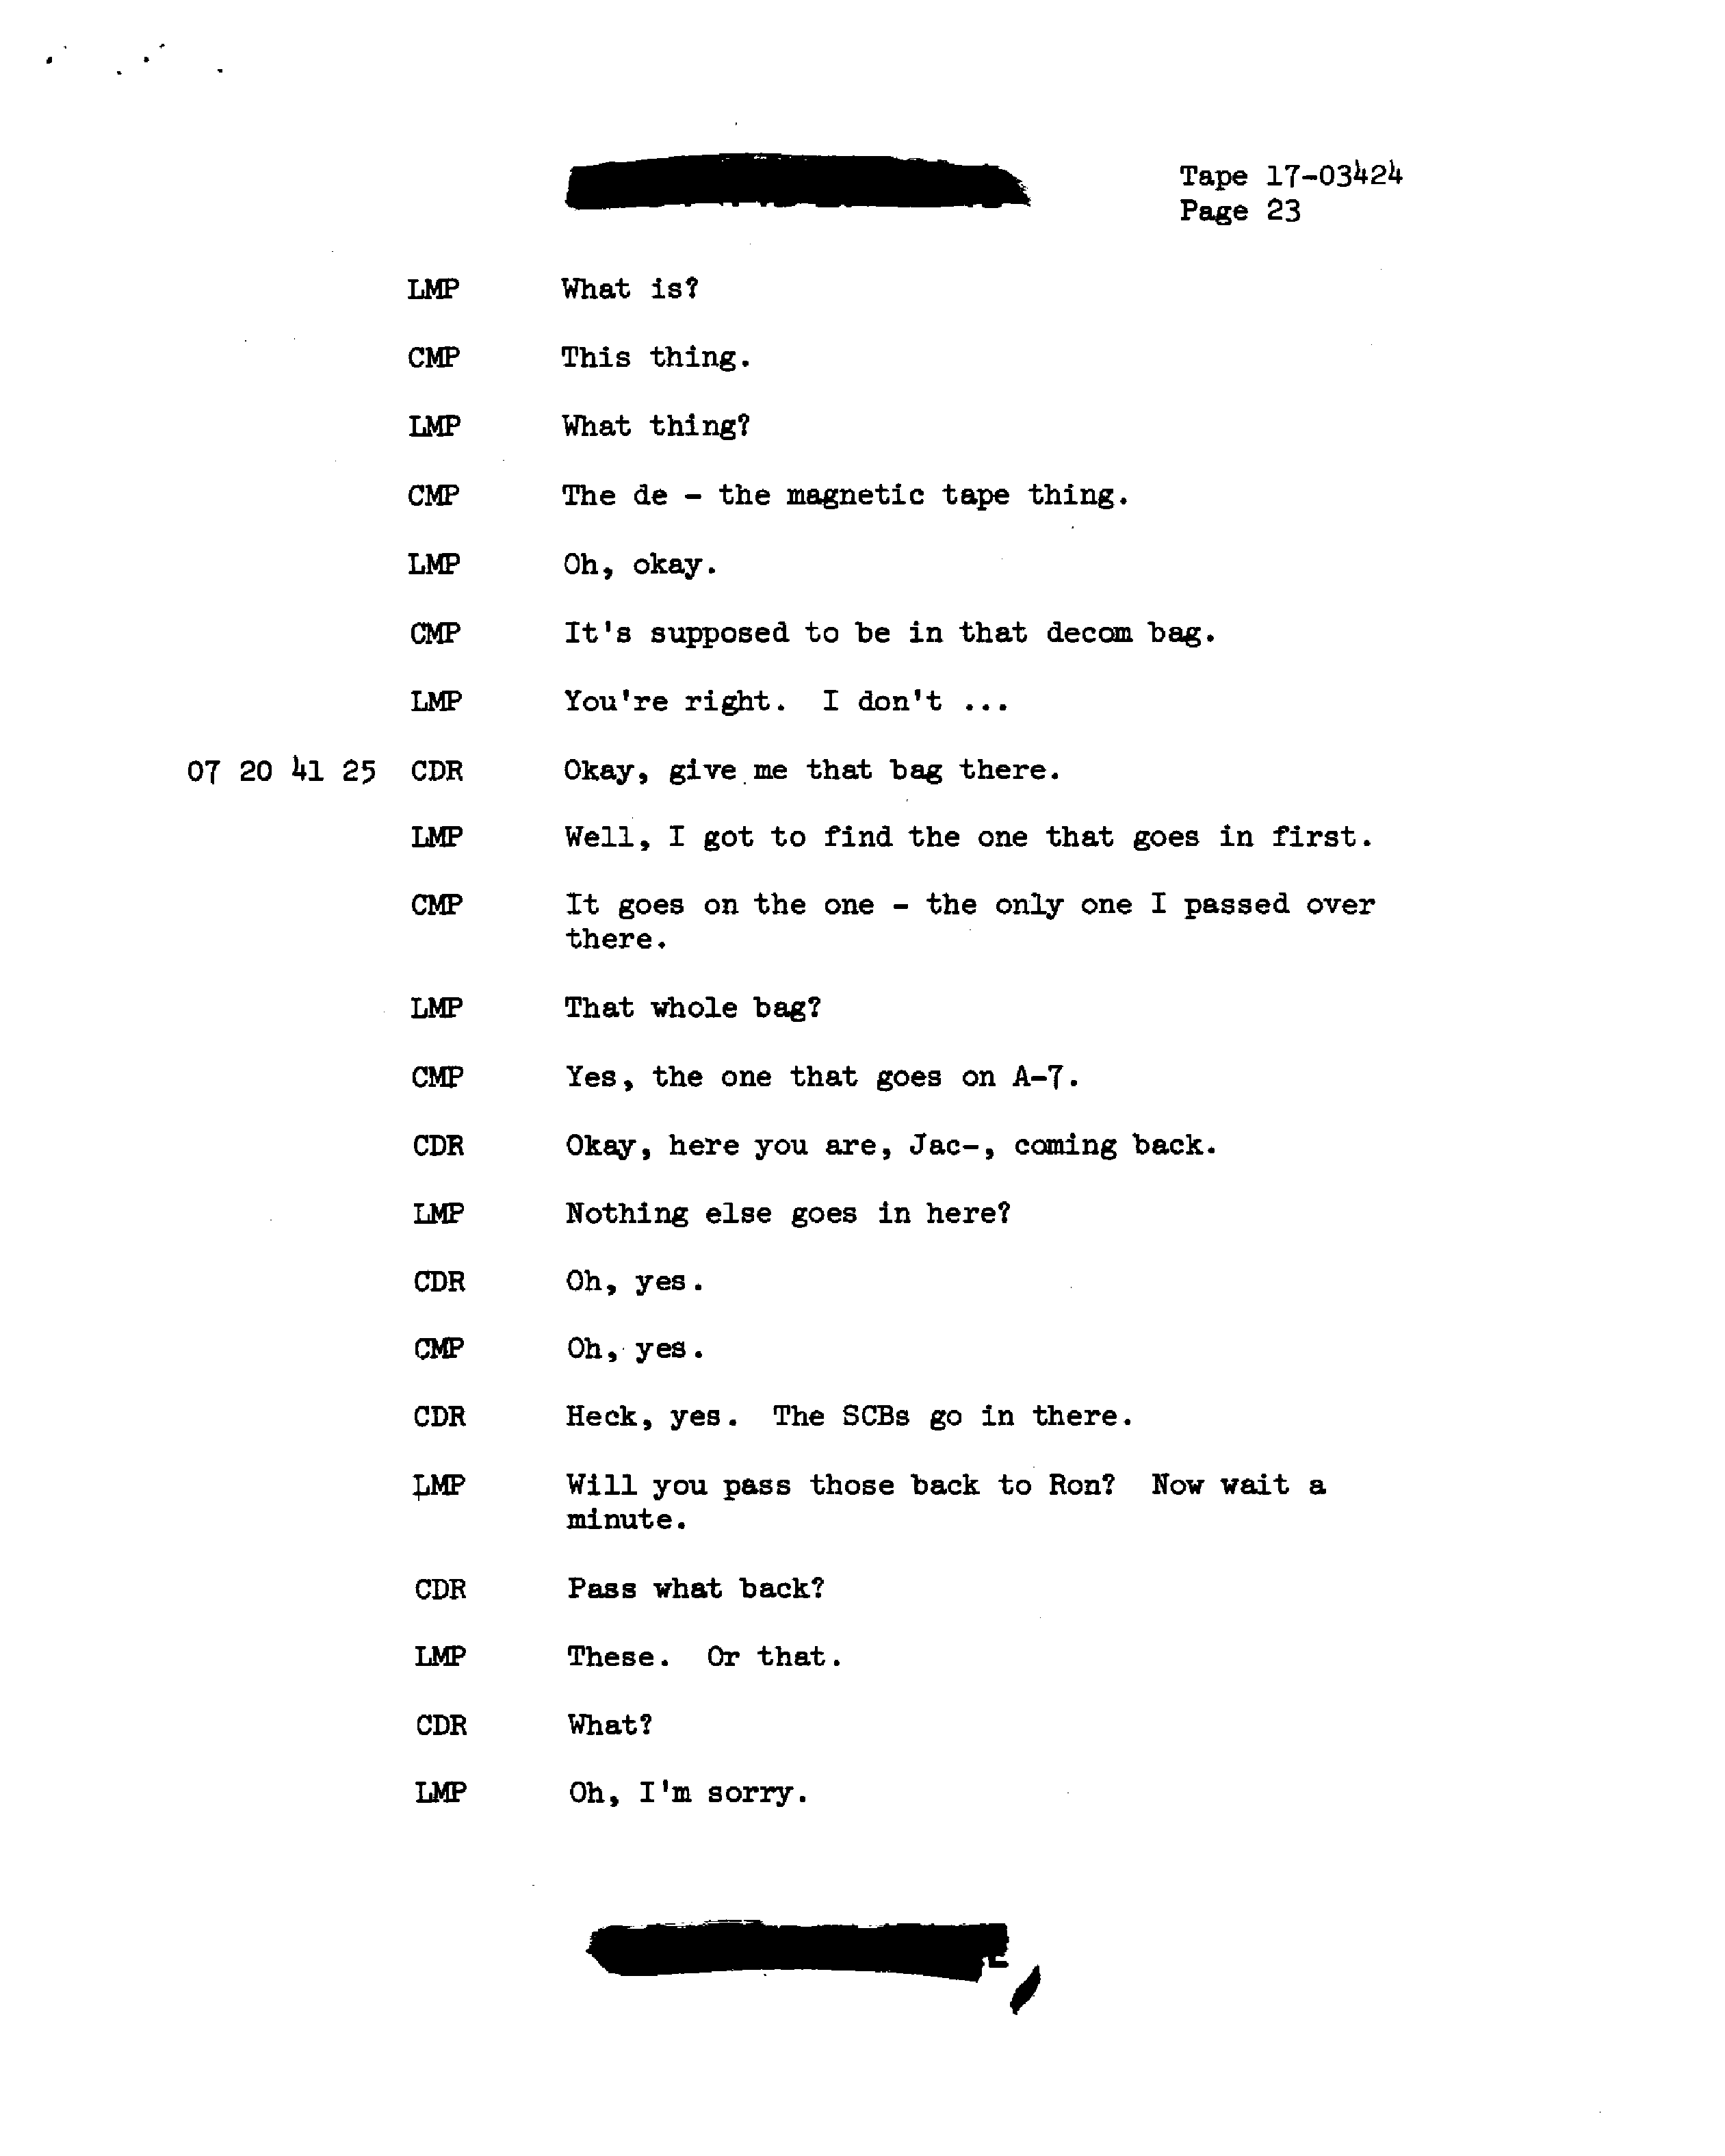 Tape 17-03424
Page 23
LMP What is?
CMP This thing.
LMP What thing?
CMP The de - the magnetic tape thing.
LMP Oh, okay.
CMP It's supposed to be in that decom bag.
LMP You're right. I don't ...
07 20 41 25 CDR Okay, give me that bag there.
LMP Well, I got to find the one that goes in first.
CMP It goes on the one - the only one I passed over
there.
LMP That whole bag?
CMP Yes, the one that goes on A-7.
CDR Okay, here you are, Jac-, coming back.
LMP Nothing else goes in here?
CDR Oh, yes.
CMP Oh, yes.
CDR Heck, yes. The SCBs go in there.
LMP Will you pass those back to Ron? Now wait a
minute.
CDR Pass what back?
LMP These. Or that.
CDR What?
LMP Oh, I'm sorry.